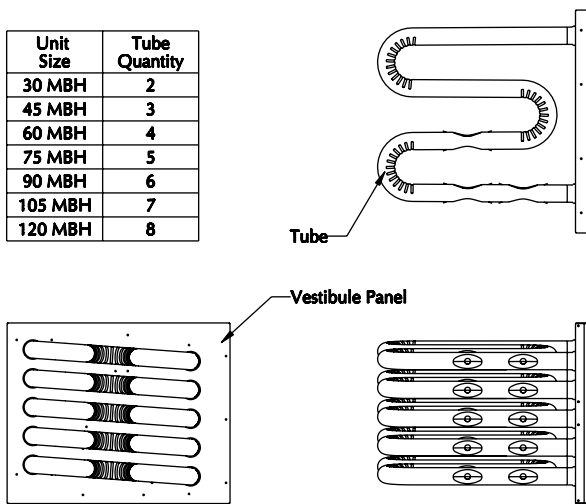 Unit Size Tube Quantity
30 MBH 2
45 MBH 3
60 MBH 4
75 MBH 5
90 MBH 6
105 MBH 7
120 MBH 8
Tube
Vestibule Panel